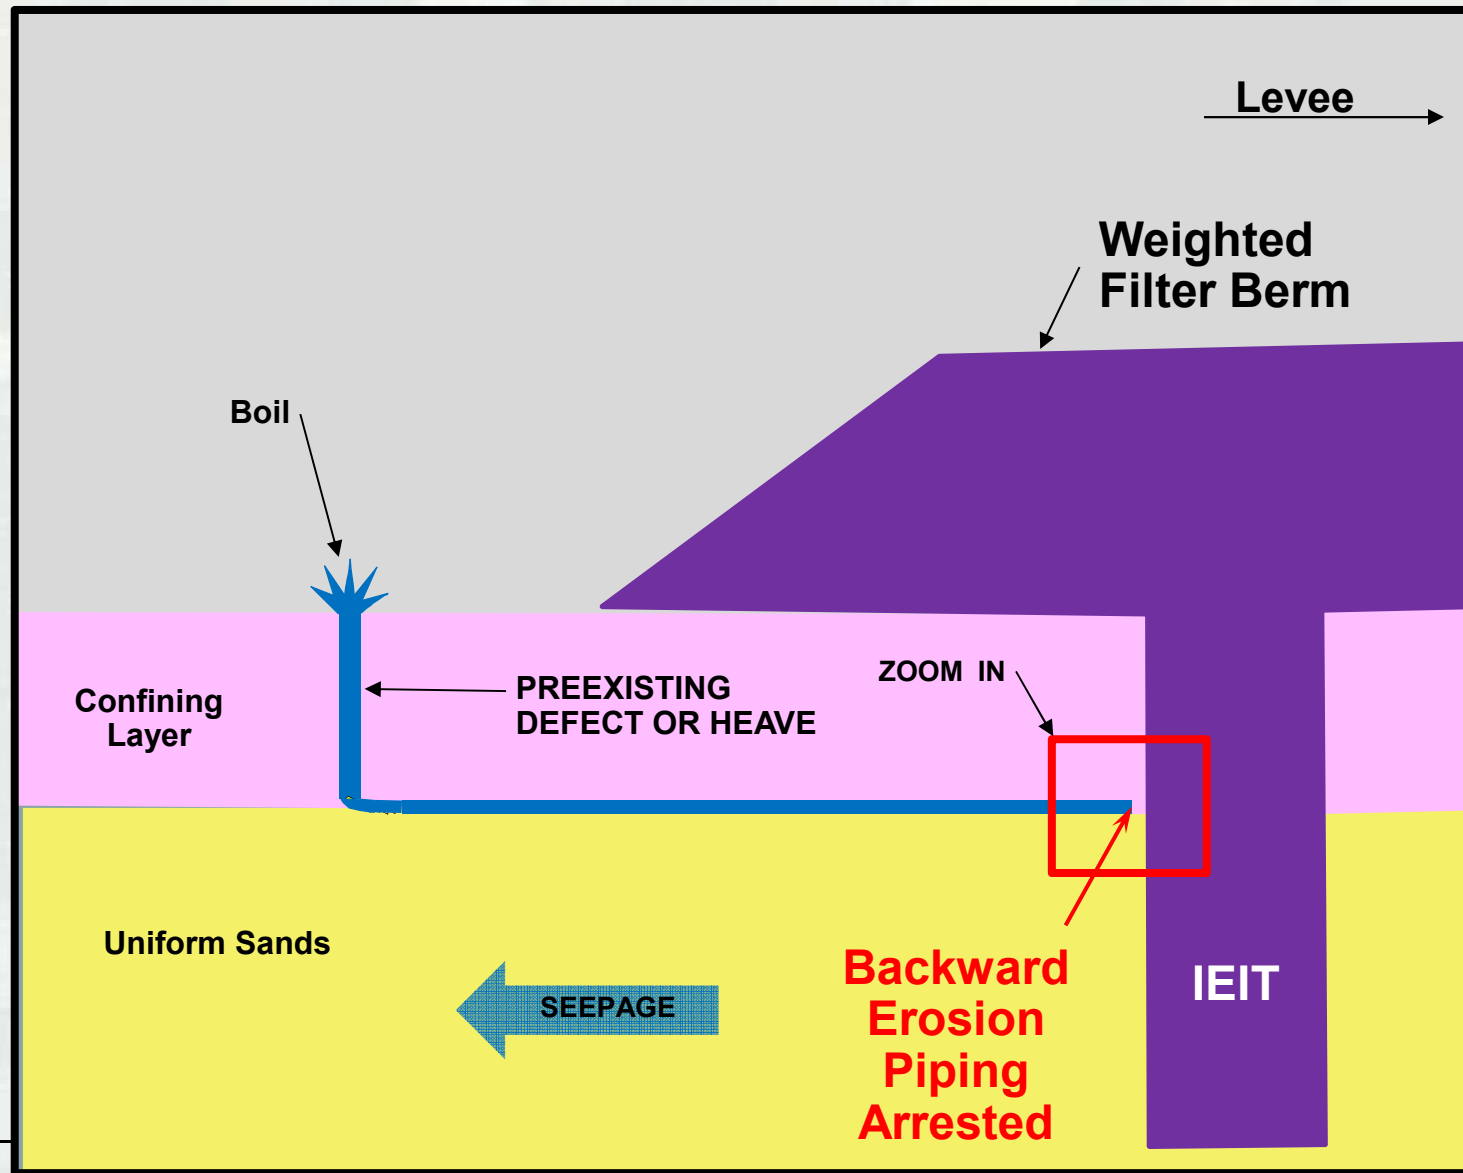 Levee
Weighted
Filter Berm
Boil
ZOOM IN
PREEXISTING
DEFECT OR HEAVE
Confining
Layer
Uniform Sands
SEEPAGE
Backward
Erosion
Piping
Arrested
IEIT